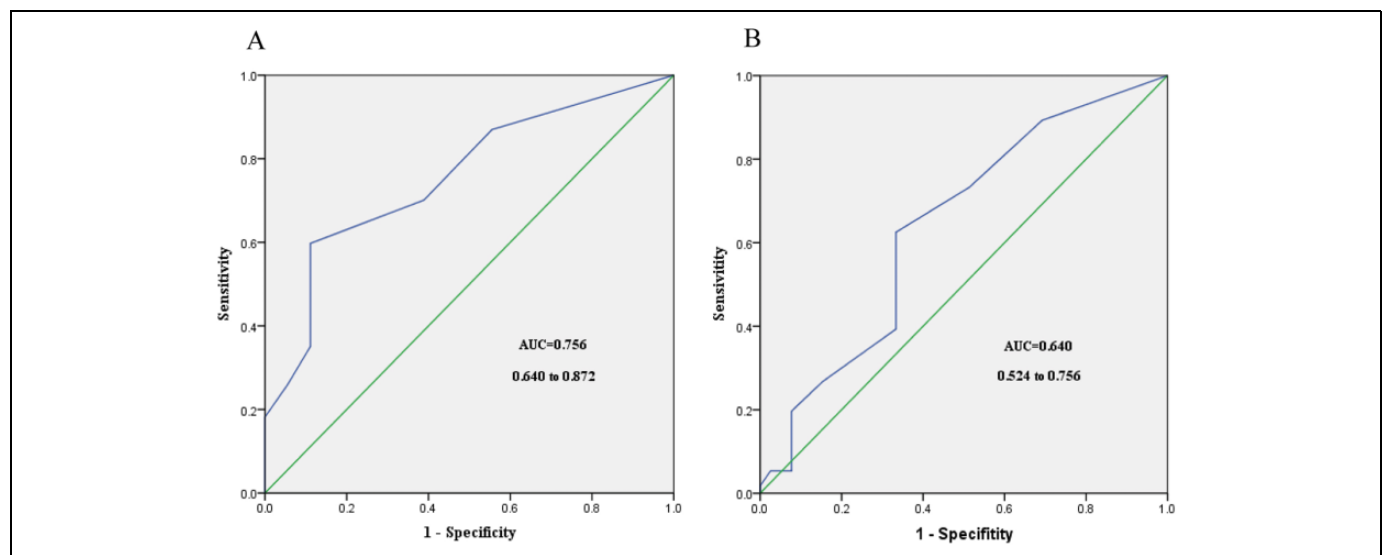 A
1.0
0.8
0.6
0.4
0.2
0.0
Sensitivity
AUC=0.756
0.640 to 0.872
0.0 0.2 0.4 0.6 0.8 1.0
1 - Specificity
B
1.0
0.8
0.6
0.4
0.2
0.0
Sensivitity
AUC=0.640
0.524 to 0.756
0.0 0.2 0.4 0.6 0.8 1.0
1 - Specifitity